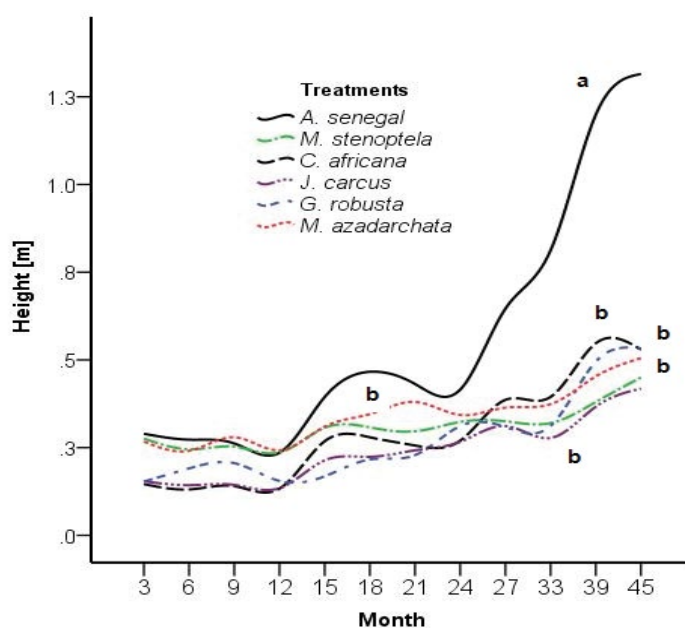 Treatments
A. senegal
M. stenoptela
C. africana
J. carcus
G. robusta
M. azadarchata
Height [m]
1.3
1.0
.8
.5
.3
.0
a
b
b
b
b
b
3 6 9 12 15 18 21 24 27 33 39 45
Month